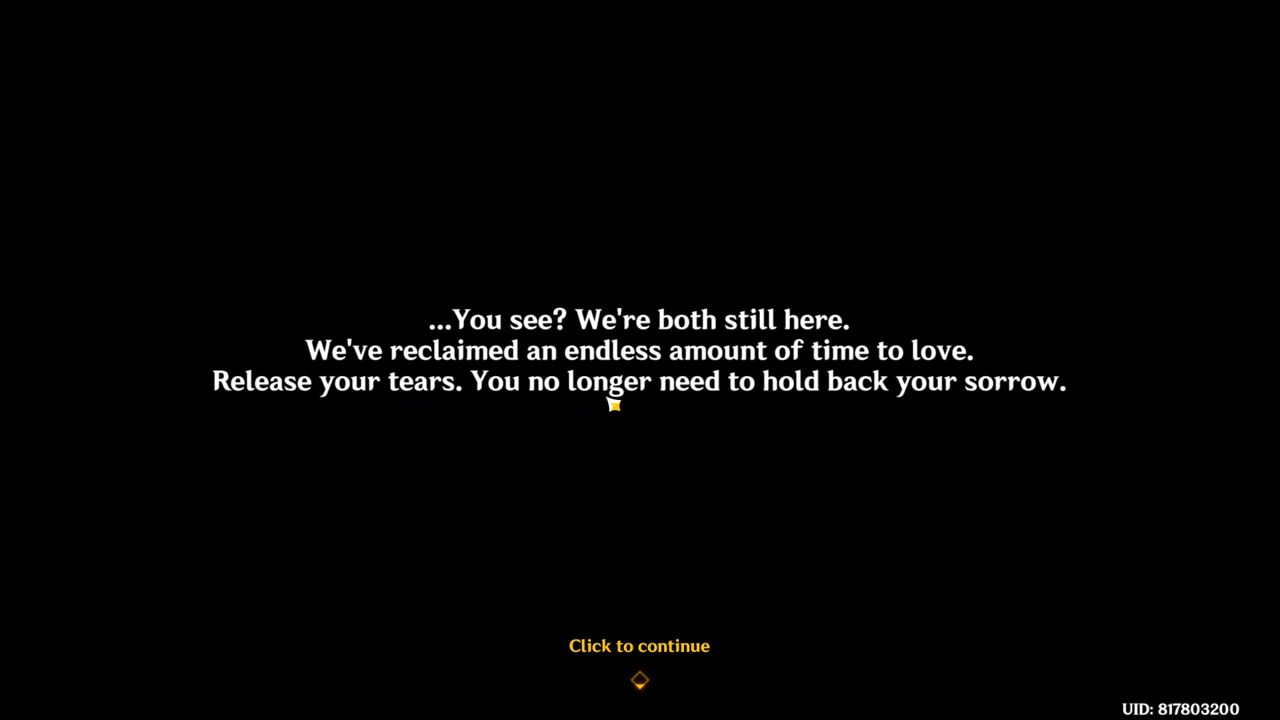 ...You see? We're both still here.
We've reclaimed an endless amount of time to love.
Release your tears. You no longer need to hold back your sorrow.
Click to continue
UID: 817803200